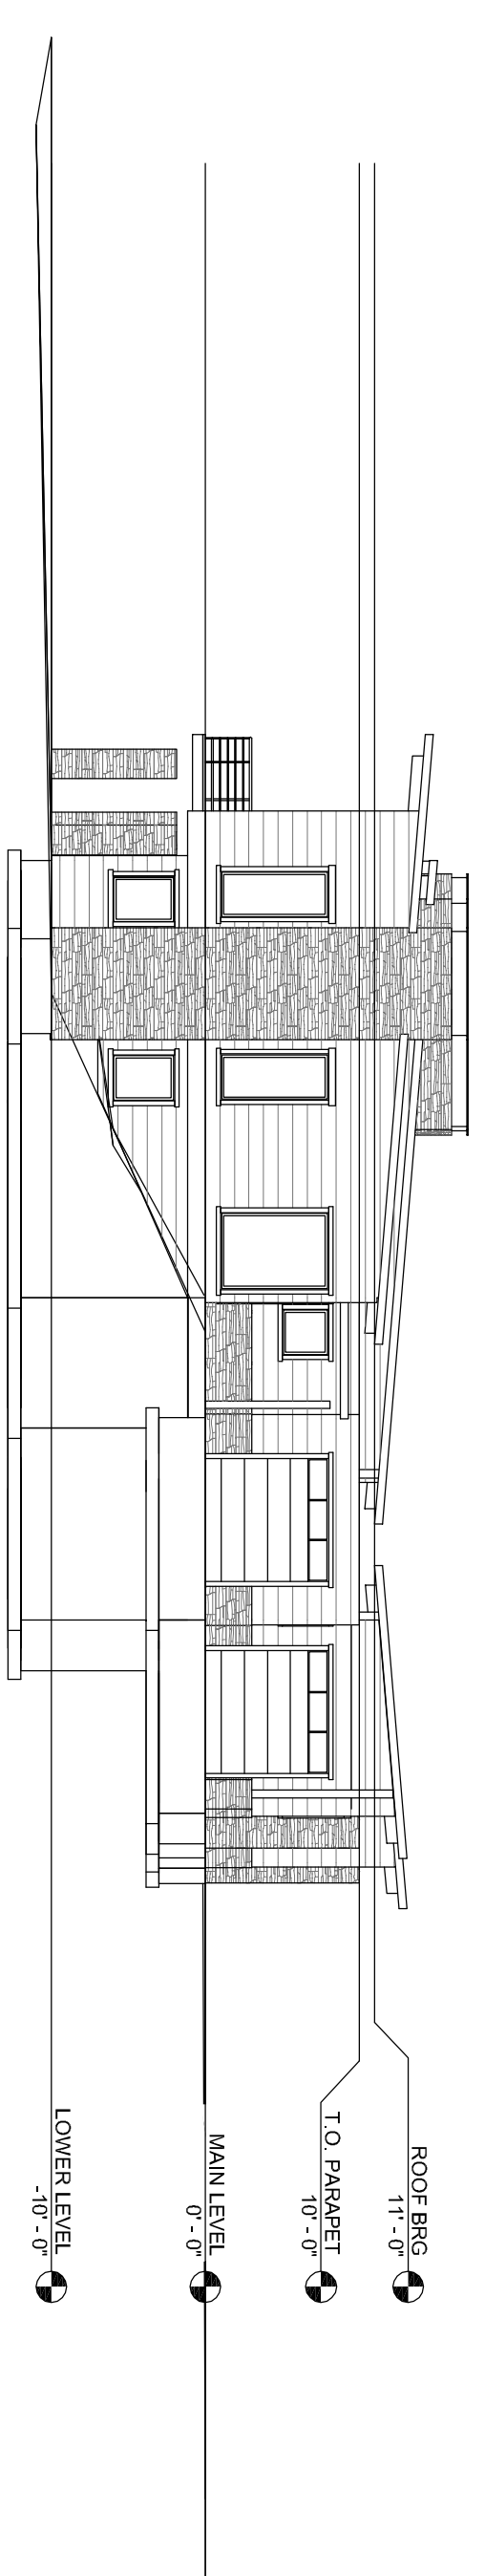 ROOF BRG
11' - 0"
T.O. PARAPET
10' - 0"
MAIN LEVEL
0' - 0"
LOWER LEVEL
-10' - 0"